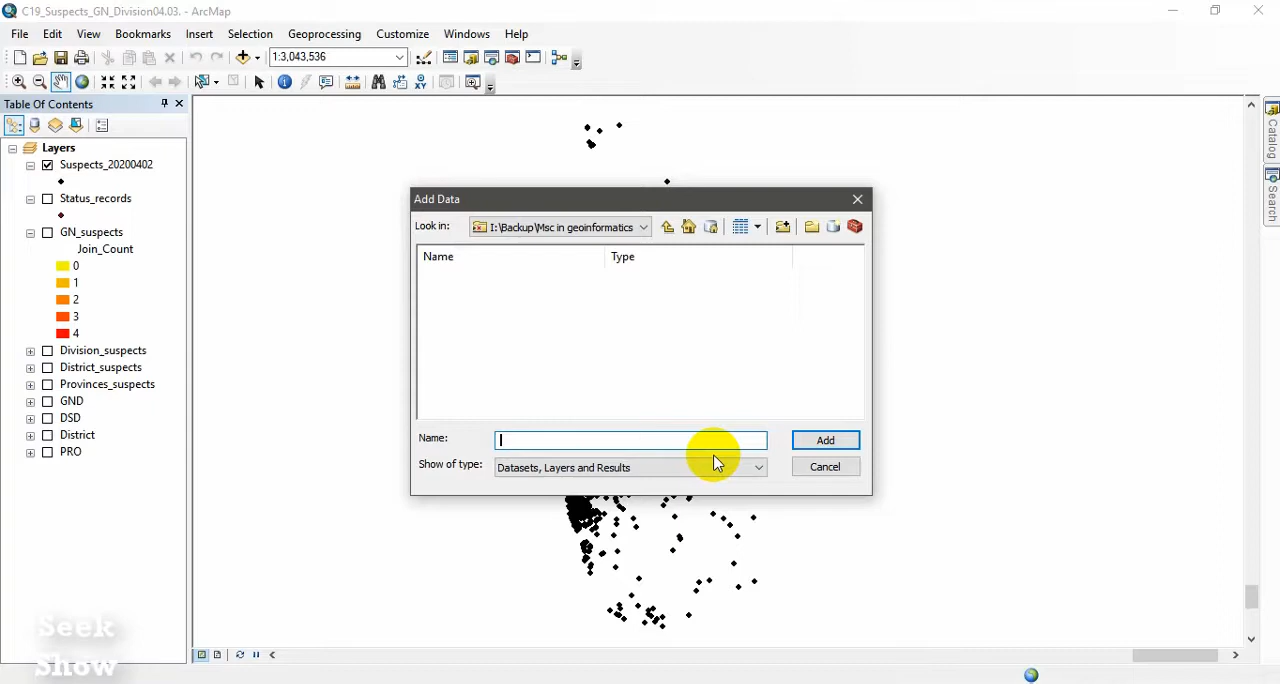 C19_Suspects_GN_Division04.03. - ArcMap
File Edit View Bookmarks Insert Selection Geoprocessing Customize Windows Help
1:3,043,536
Table Of Contents
Layers
Suspects_20200402
Status_records
GN_suspects
Join_Count
0
1
2
3
4
Division_suspects
District_suspects
Provinces_suspects
GND
DSD
District
PRO
Add Data
Look in: I:\Backup\Msc in geoinformatics
Name Type
Name: Add
Show of type: Datasets, Layers and Results Cancel
Catalog
Search
Seek
Show